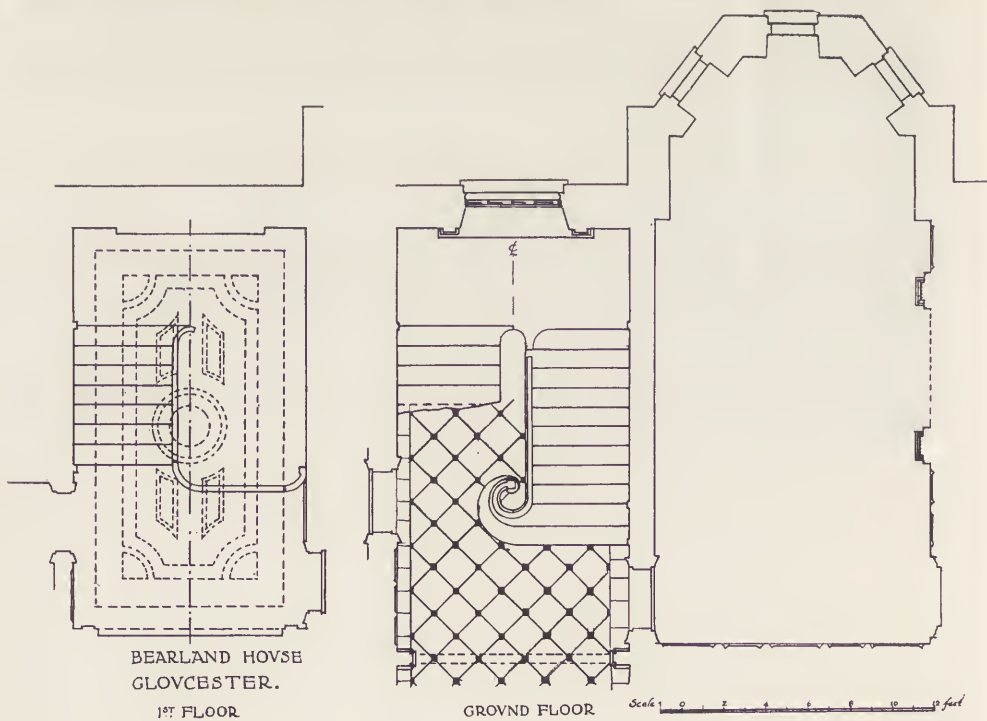 ℄
BEARLAND HOVSE
GLOVCESTER.
1ST FLOOR
GROVND FLOOR
Scale 1 0 2 4 6 8 10 12 feet